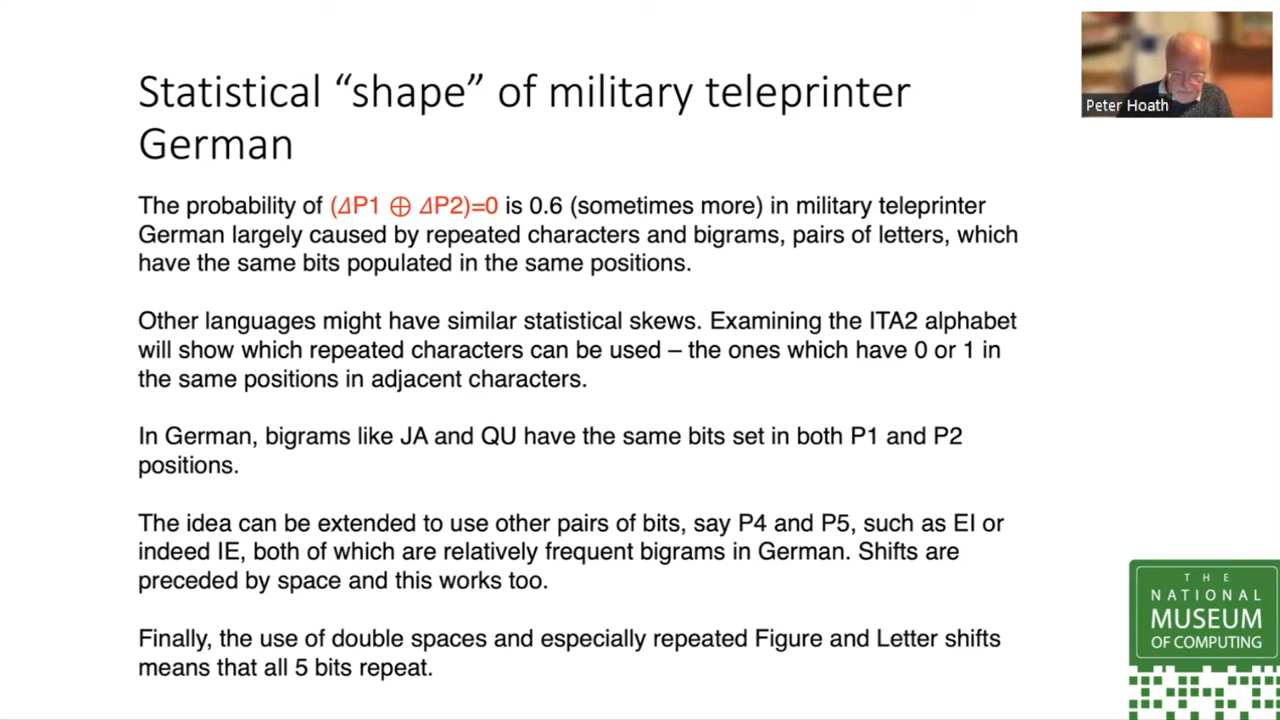 Statistical “shape” of military teleprinter
German
Peter Hoath
The probability of (ΔP1 ⊕ ΔP2)=0 is 0.6 (sometimes more) in military teleprinter
German largely caused by repeated characters and bigrams, pairs of letters, which
have the same bits populated in the same positions.
Other languages might have similar statistical skews. Examining the ITA2 alphabet
will show which repeated characters can be used – the ones which have 0 or 1 in
the same positions in adjacent characters.
In German, bigrams like JA and QU have the same bits set in both P1 and P2
positions.
The idea can be extended to use other pairs of bits, say P4 and P5, such as EI or
indeed IE, both of which are relatively frequent bigrams in German. Shifts are
preceded by space and this works too.
Finally, the use of double spaces and especially repeated Figure and Letter shifts
means that all 5 bits repeat.
THE
NATIONAL
MUSEUM
OF COMPUTING